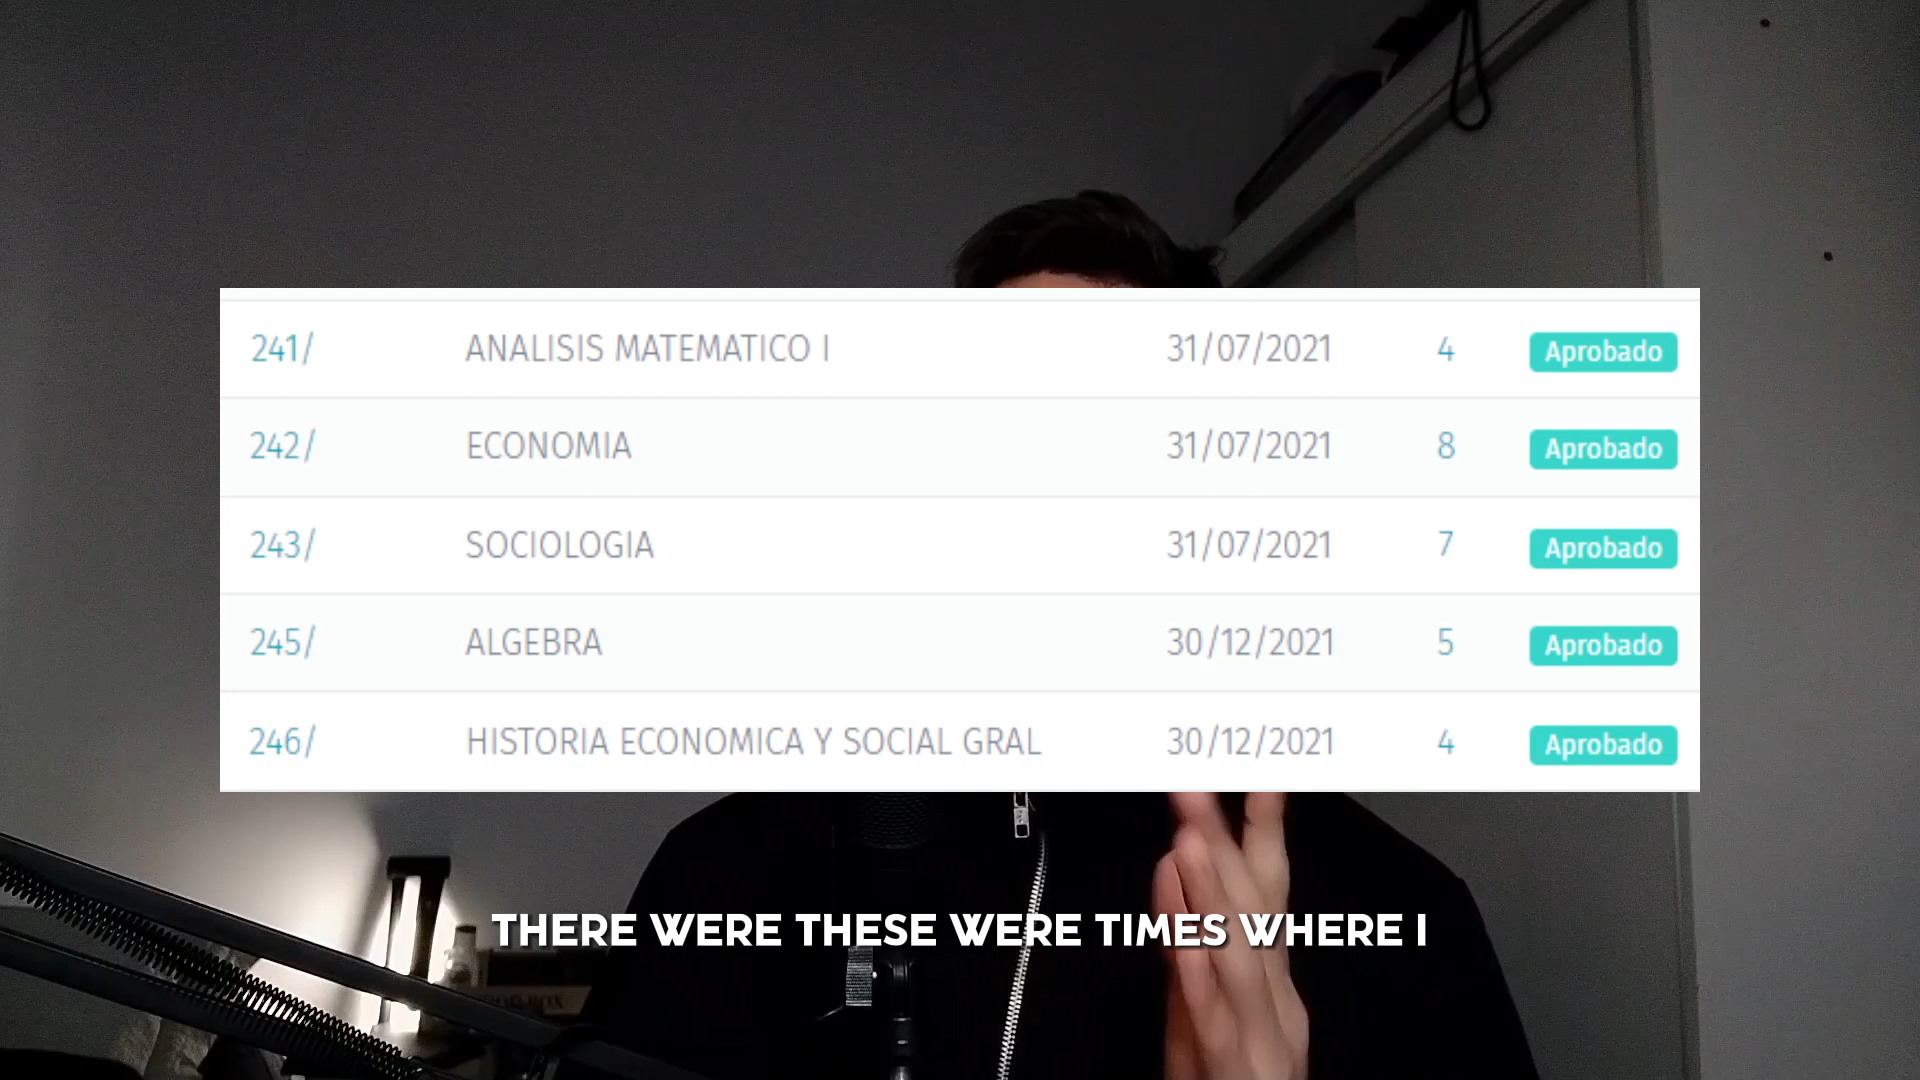 241/ ANALISIS MATEMATICO I 31/07/2021 4 Aprobado
242/ ECONOMIA 31/07/2021 8 Aprobado
243/ SOCIOLOGIA 31/07/2021 7 Aprobado
245/ ALGEBRA 30/12/2021 5 Aprobado
246/ HISTORIA ECONOMICA Y SOCIAL GRAL 30/12/2021 4 Aprobado
THERE WERE THESE WERE TIMES WHERE I